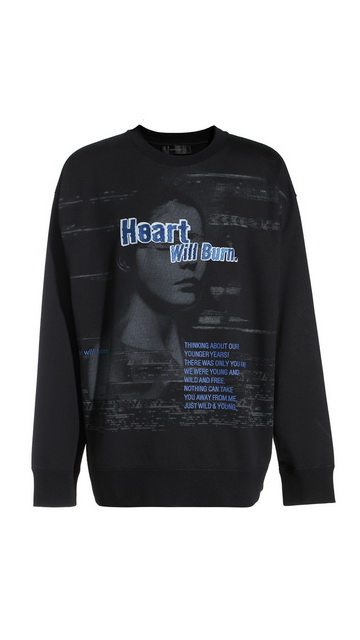 Heart
Will Burn.
THINKING ABOUT OUR
YOUNGER YEARS!
THERE WAS ONLY YOU
WE WERE YOUNG AND
WILD AND FREE.
NOTHING CAN TAKE
YOU AWAY FROM ME,
JUST WILD & YOUNG